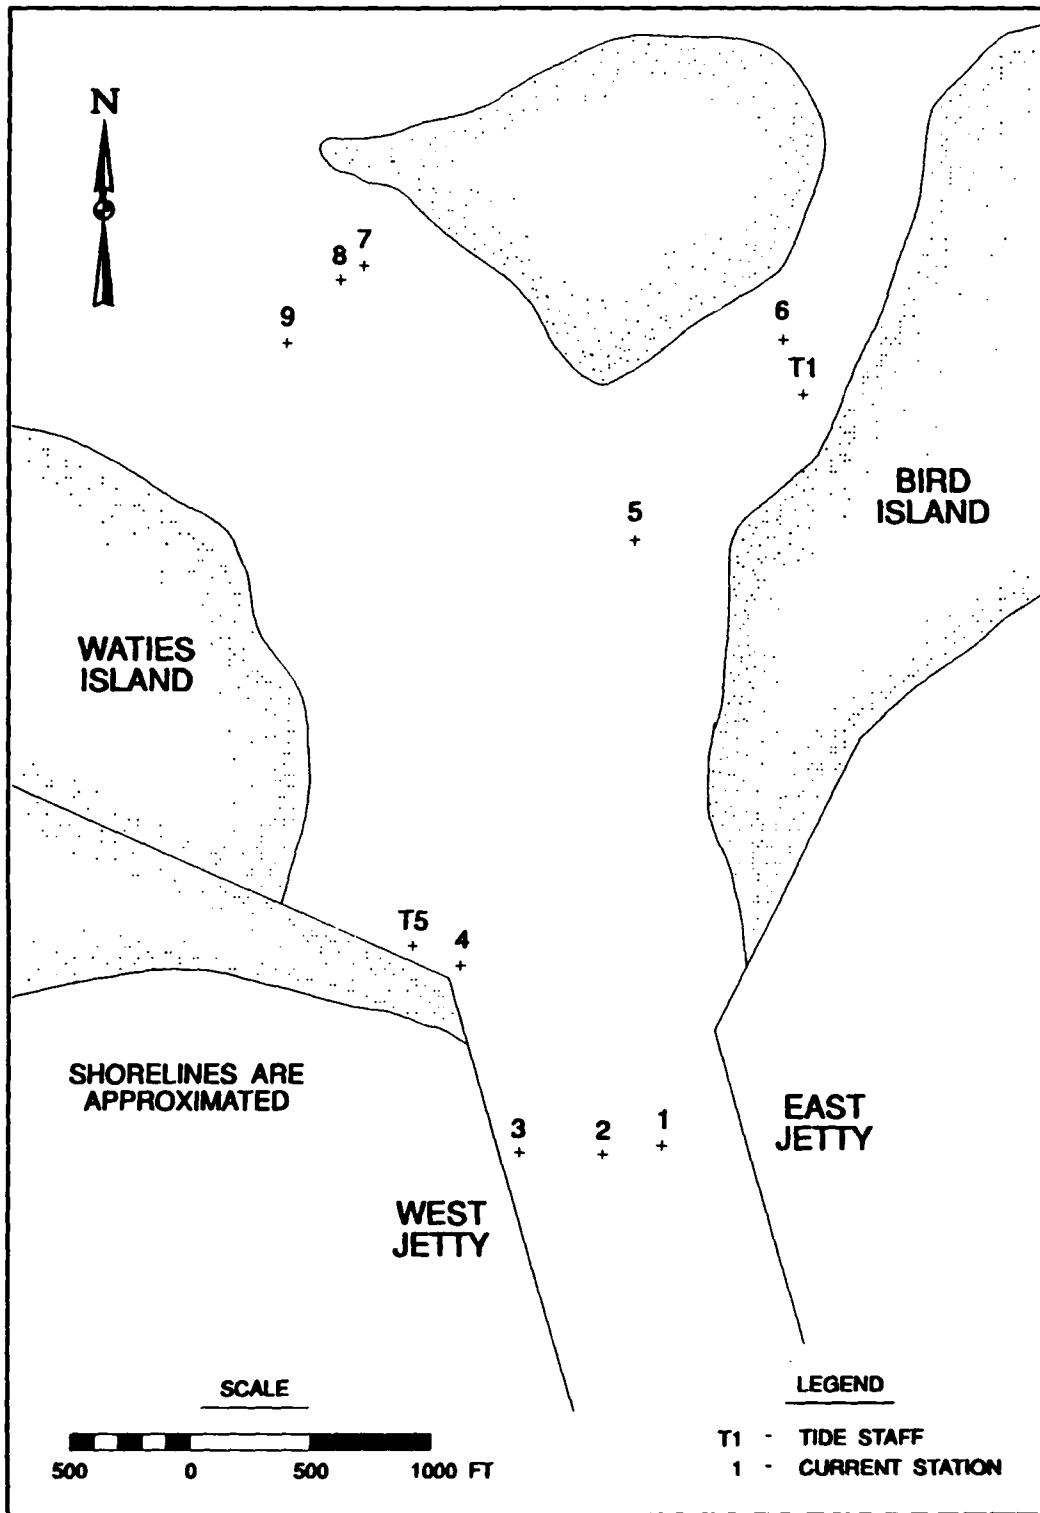 N
7
8
9
6
T1
BIRD
ISLAND
5
WATIES
ISLAND
T5
4
SHORELINES ARE
APPROXIMATED
EAST
JETTY
3
2
1
WEST
JETTY
SCALE
500 0 500 1000 FT
LEGEND
T1 - TIDE STAFF
1 - CURRENT STATION